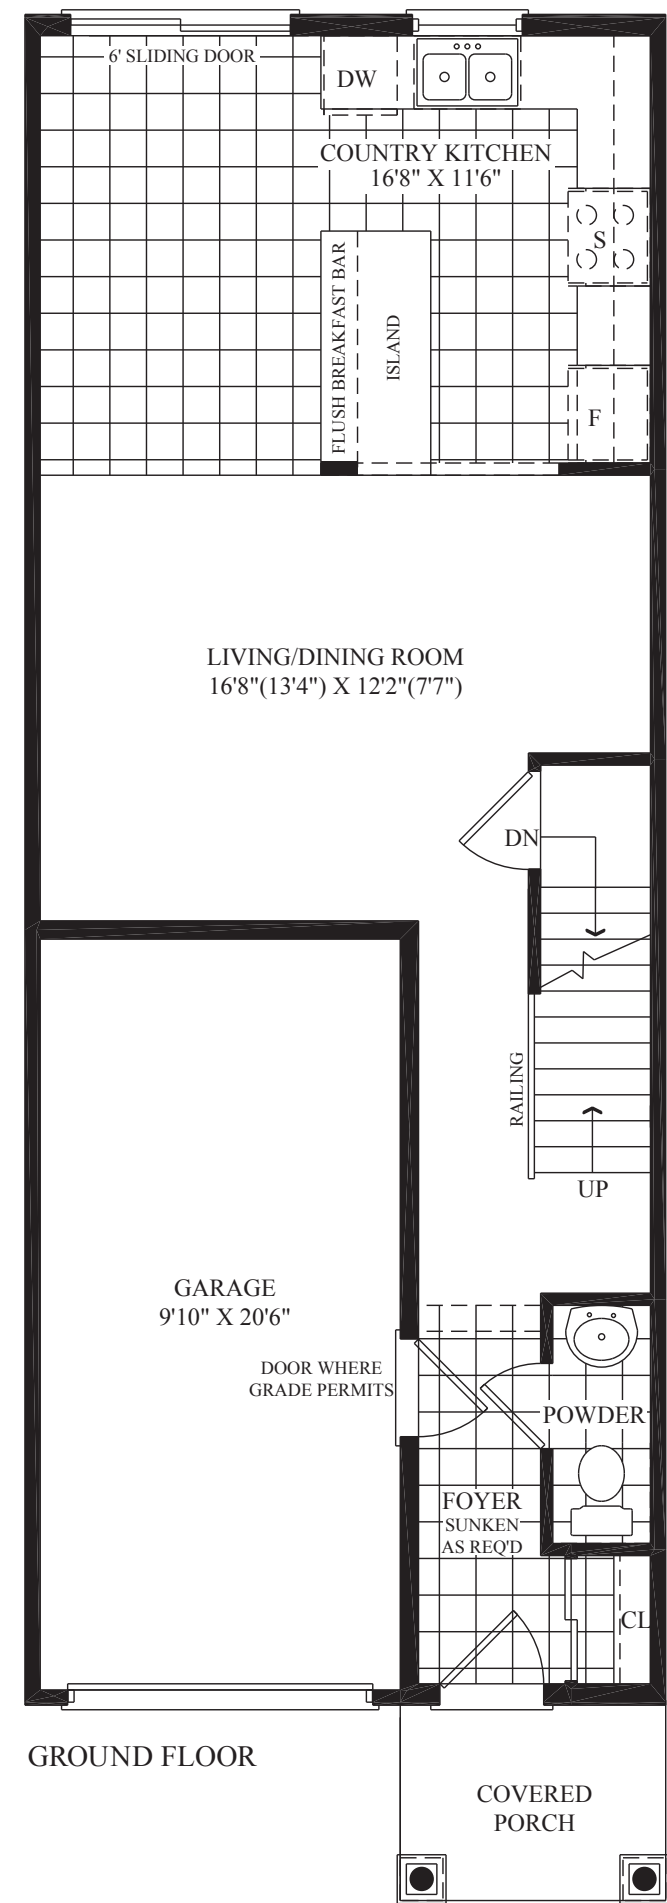 6' SLIDING DOOR
DW
COUNTRY KITCHEN
16'8" X 11'6"
S
FLUSH BREAKFAST BAR
ISLAND
F
LIVING/DINING ROOM
16'8"(13'4") X 12'2"(7'7")
DN
RAILING
UP
GARAGE
9'10" X 20'6"
DOOR WHERE
GRADE PERMITS
POWDER
FOYER
SUNKEN
AS REQ'D
CL
GROUND FLOOR
COVERED
PORCH